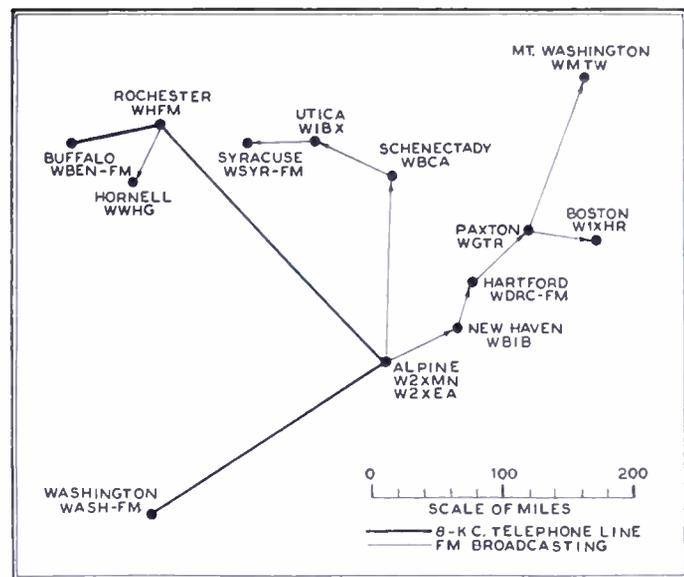 MT. WASHINGTON
WMTW
ROCHESTER
WHFM
UTICA
WIBX
BUFFALO
WBEN-FM
SYRACUSE
WSYR-FM
SCHENECTADY
WBCA
HORNELL
WWHG
BOSTON
W1XHR
PAXTON
WGTR
HARTFORD
WDRC-FM
NEW HAVEN
WBIB
ALPINE
W2XMN
W2XEA
WASHINGTON
WASH-FM
0 100 200
SCALE OF MILES
8-KC. TELEPHONE LINE
FM BROADCASTING